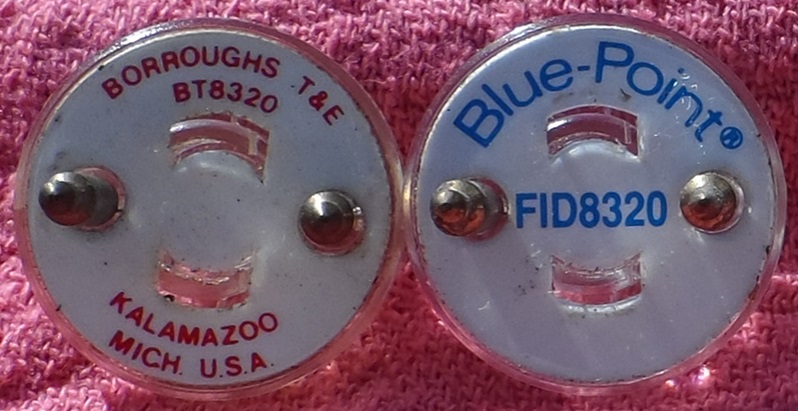 BORROUGHS T&E
BT8320
KALAMAZOO
MICH. U.S.A.
Blue-Point®
FID8320